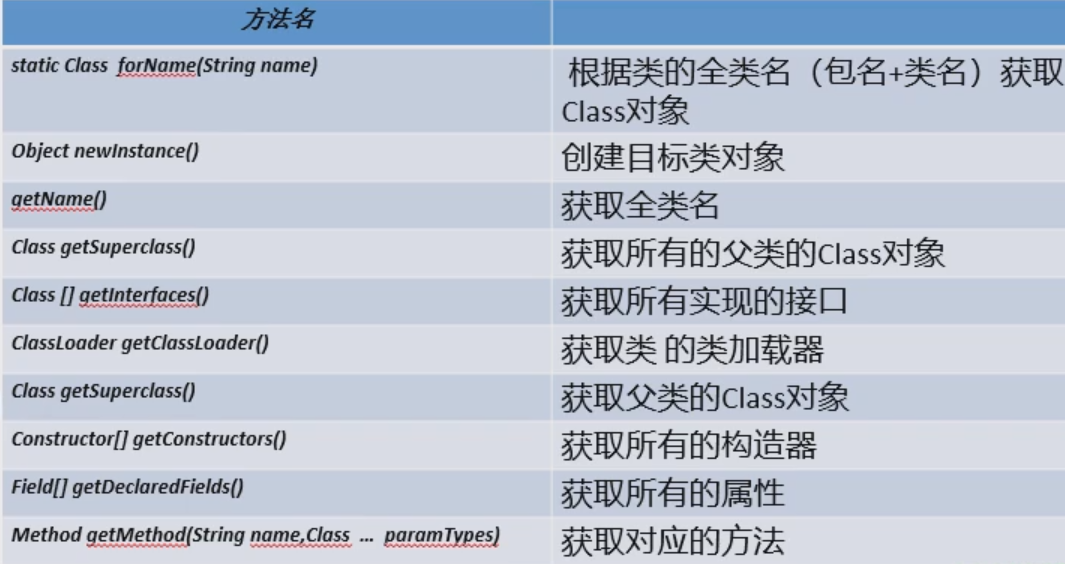 方法名
static Class forName(String name)
根据类的全类名（包名+类名）获取
Class对象
Object newInstance()
创建目标类对象
getName()
获取全类名
Class getSuperclass()
获取所有的父类的Class对象
Class [] getInterfaces()
获取所有实现的接口
ClassLoader getClassLoader()
获取类 的类加载器
Class getSuperclass()
获取父类的Class对象
Constructor[] getConstructors()
获取所有的构造器
Field[] getDeclaredFields()
获取所有的属性
Method getMethod(String name,Class … paramTypes)
获取对应的方法